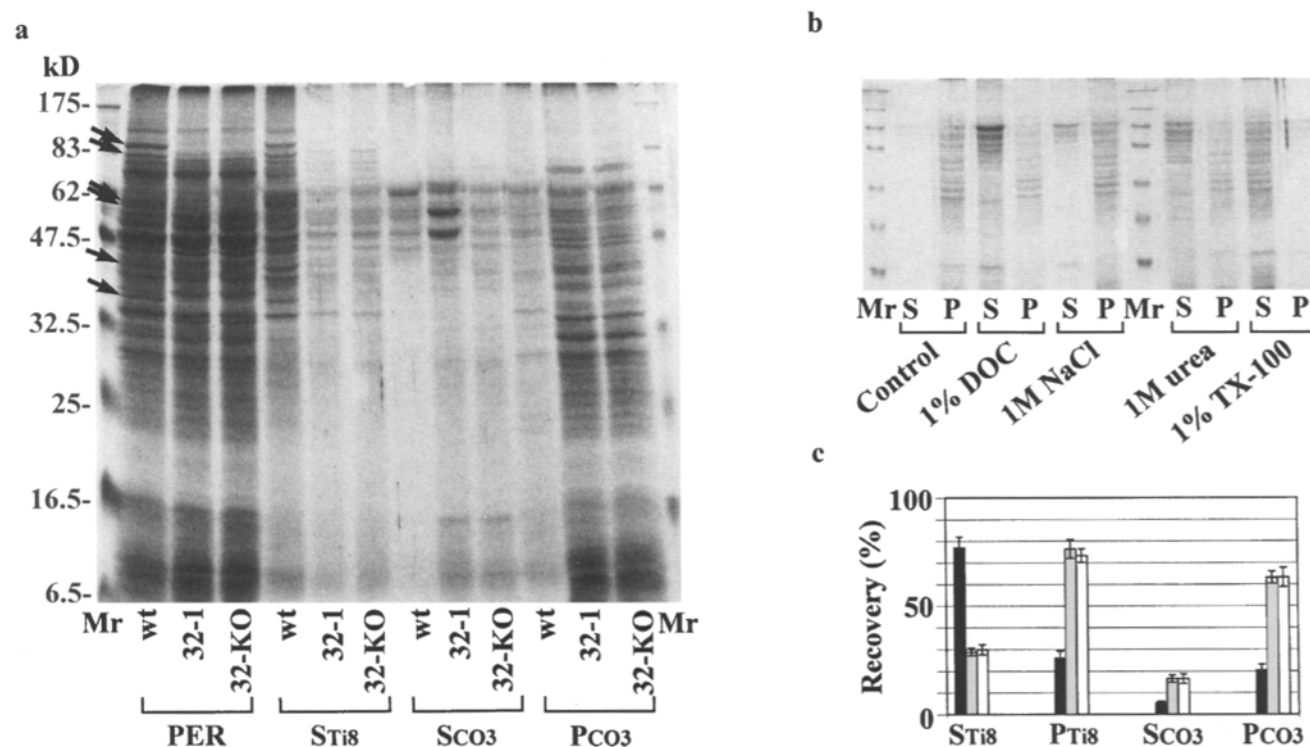 a
kD
175-
83-
62-
47.5-
32.5-
25-
16.5-
6.5-
Mr wt 32-1 32-KO wt 32-1 32-KO wt 32-1 32-KO wt 32-1 32-KO Mr
PER STi8 SCO3 PCO3
b
Mr S P S P S P Mr S P S P
Control 1% DOC 1M NaCl 1M urea 1% TX-100
c
Recovery (%)
100
50
0
STi8 PTi8 SCO3 PCO3